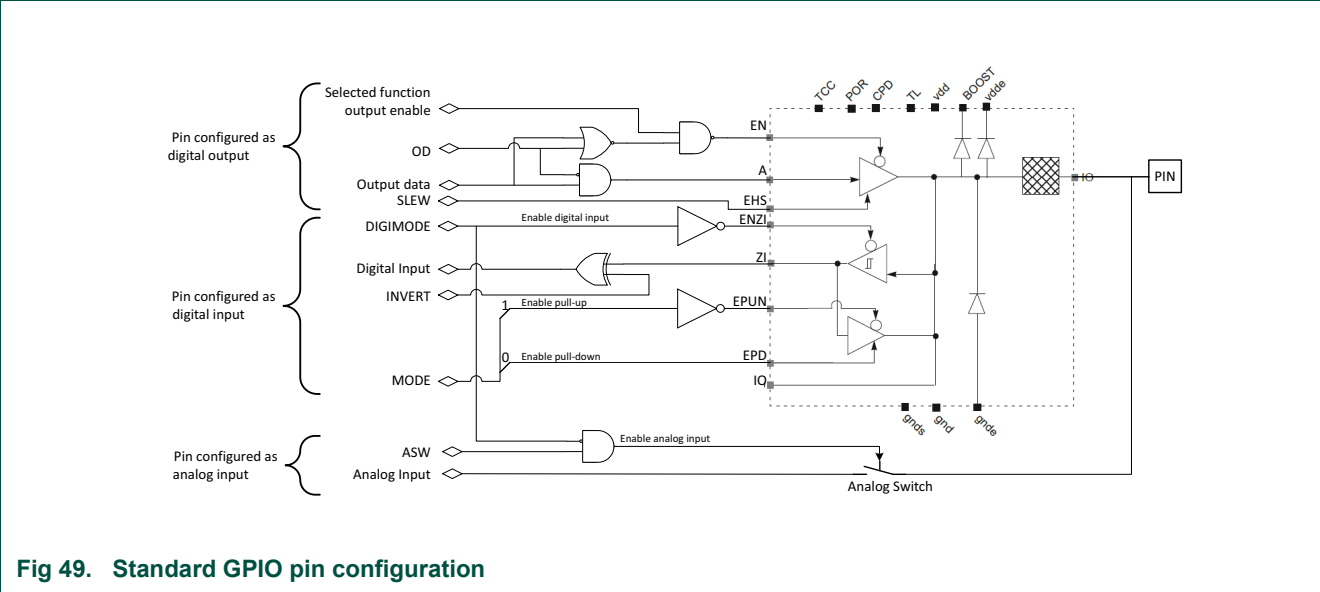 TCC
POR
CPD
TL
vdd
BOOST
vdde
Pin configured as
digital output
Selected function
output enable
OD
Output data
SLEW
EN
A
EHS
IO
PIN
Pin configured as
digital input
DIGIMODE
Enable digital input
ENZI
Digital Input
ZI
INVERT
1
Enable pull-up
EPUN
0
Enable pull-down
EPD
MODE
IO
gnds
gnd
gnde
Pin configured as
analog input
ASW
Enable analog input
Analog Input
Analog Switch
Fig 49. Standard GPIO pin configuration